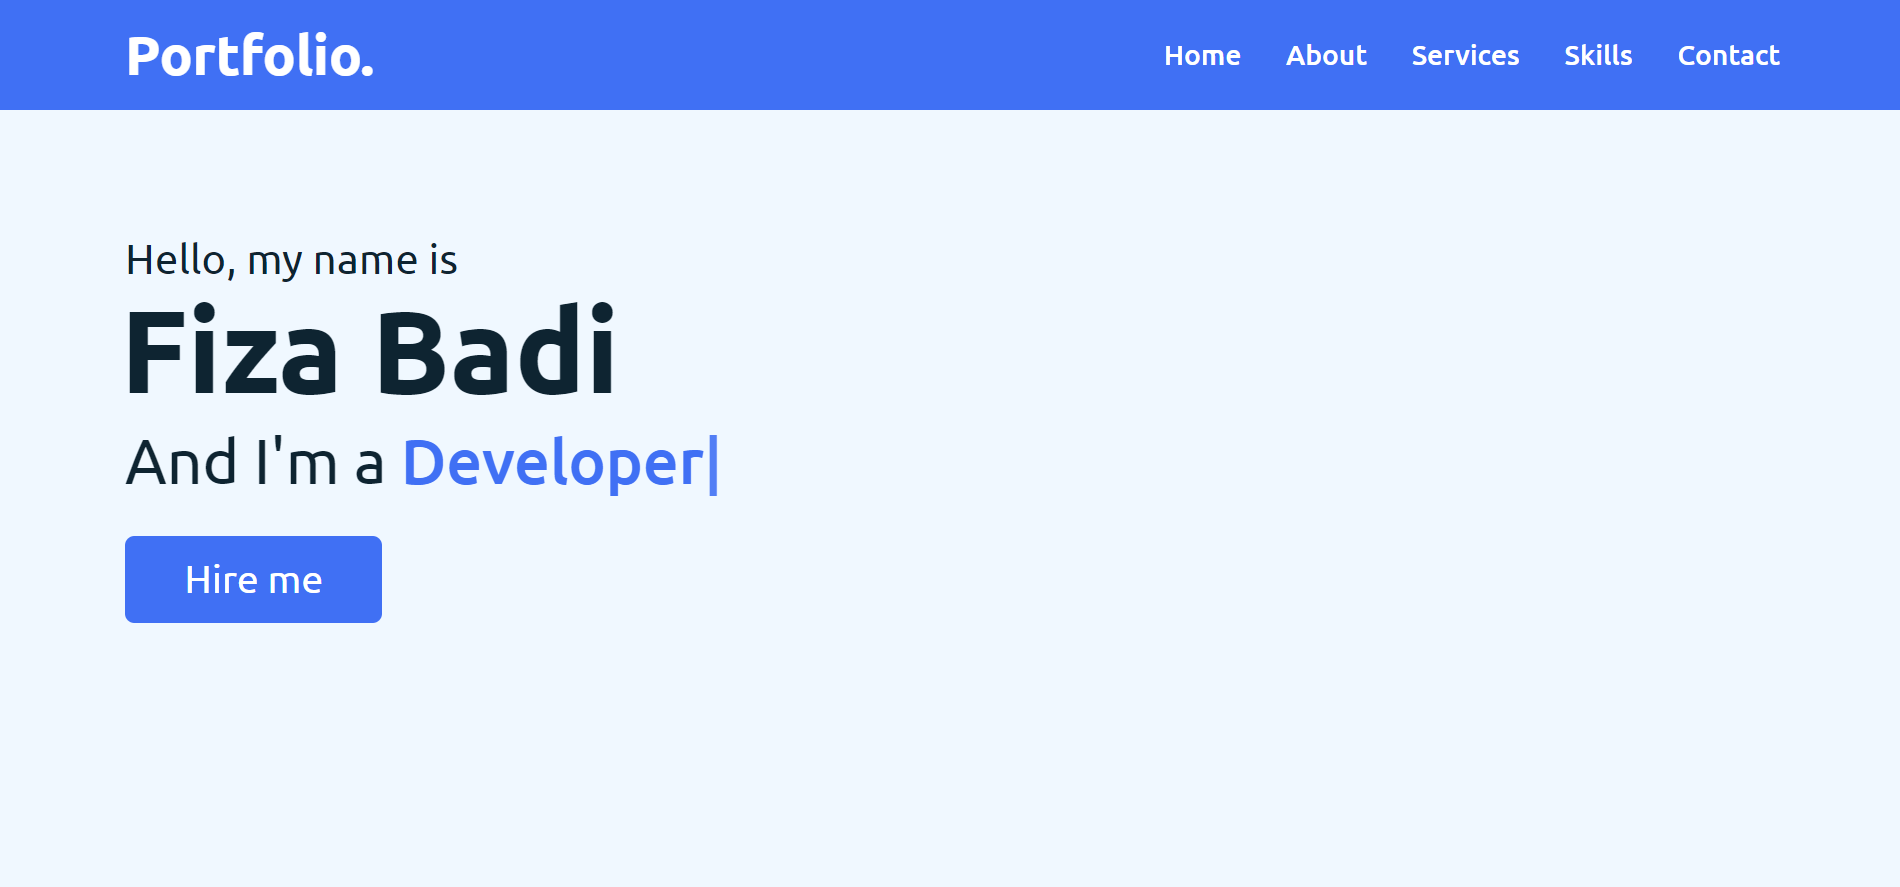 Portfolio.
Home About Services Skills Contact
Hello, my name is
Fiza Badi
And I'm a Developer|
Hire me